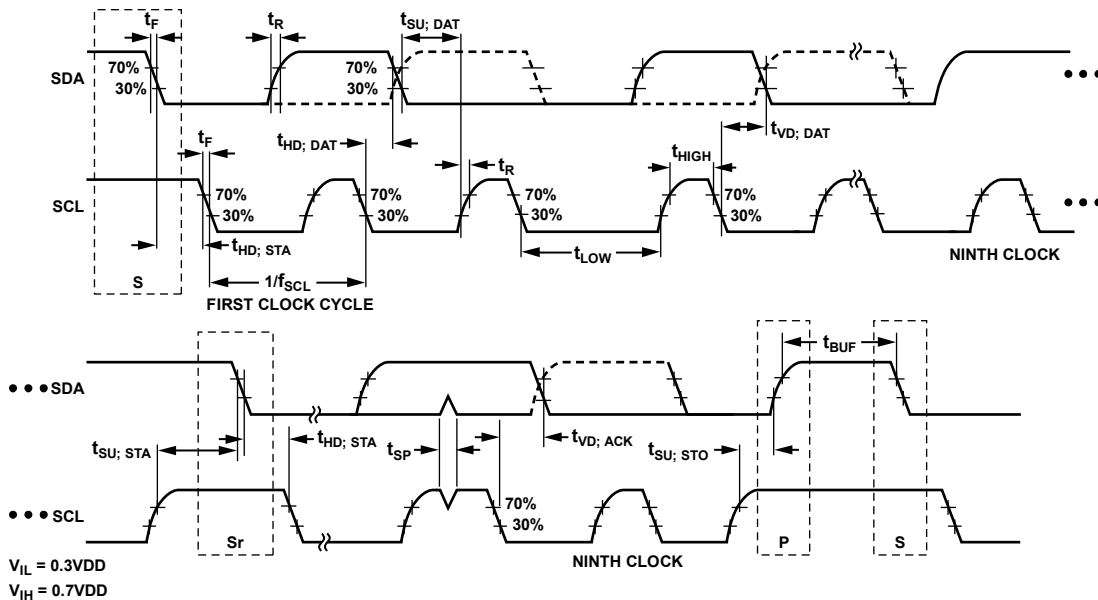 tF
tR
tSU; DAT
SDA
70%
30%
70%
30%
tF
tHD; DAT
tR
tHIGH
tVD; DAT
SCL
70%
30%
70%
30%
70%
30%
tHD; STA
tLOW
NINTH CLOCK
S
1/fSCL
FIRST CLOCK CYCLE
tBUF
SDA
tSU; STA
tHD; STA
tSP
tVD; ACK
tSU; STO
SCL
70%
30%
Sr
NINTH CLOCK
P
S
VIL = 0.3VDD
VIH = 0.7VDD